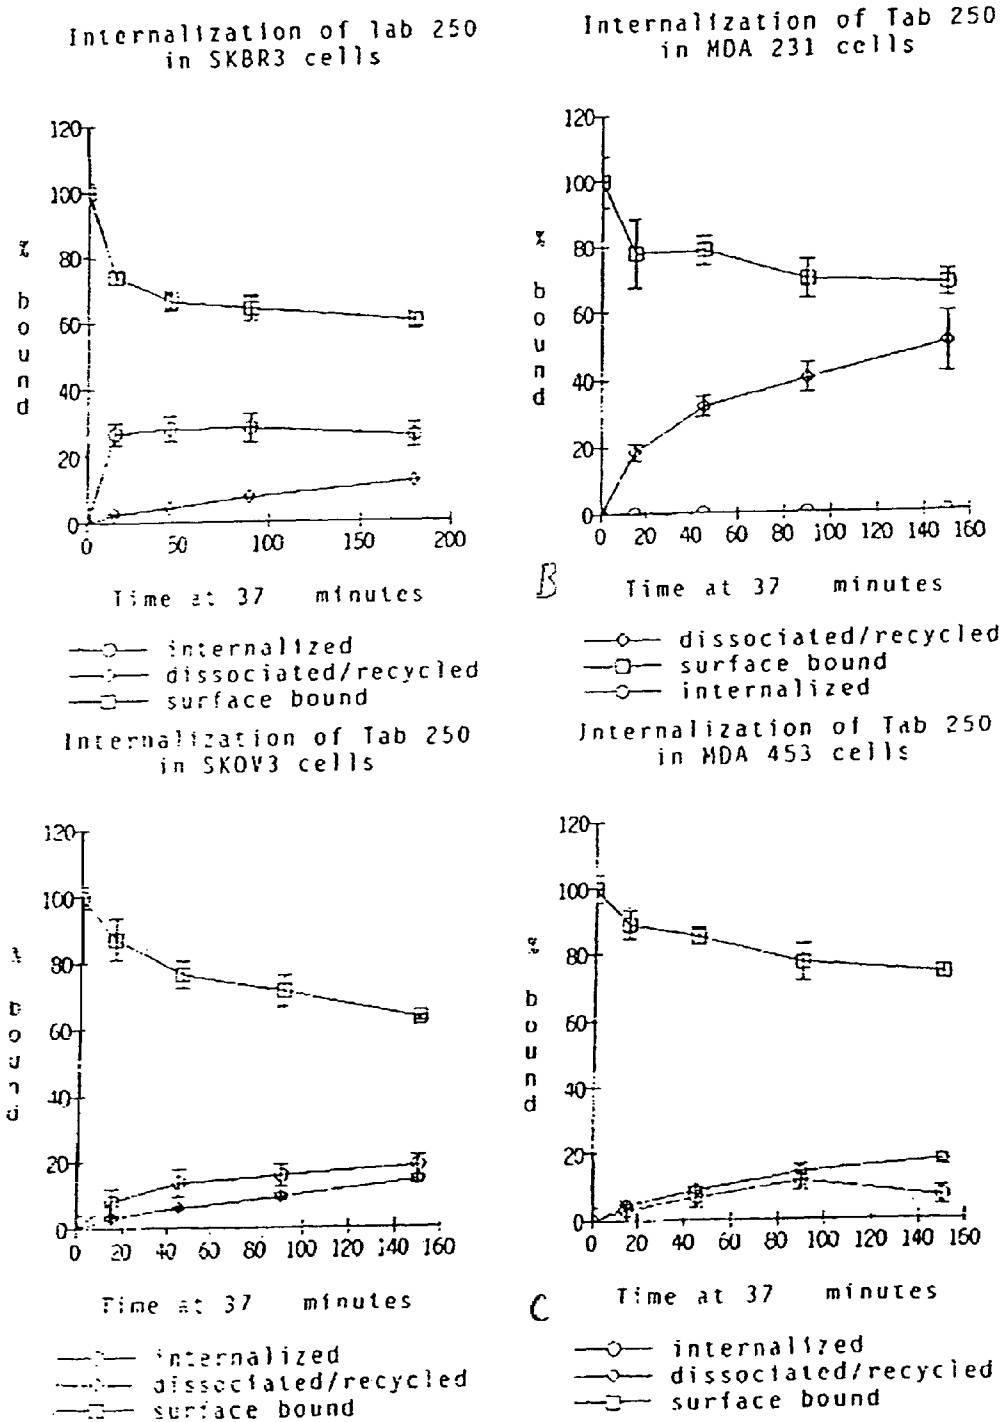 Internalization of Tab 250
in SKBR3 cells
120
100
80
60
40
20
0
% bound
0 50 100 150 200
Time at 37 minutes
internalized
dissociated/recycled
surface bound
Internalization of Tab 250
in MDA 231 cells
120
100
80
60
40
20
0
% bound
0 20 40 60 80 100 120 140 160
B
Time at 37 minutes
dissociated/recycled
surface bound
internalized
Internalization of Tab 250
in SKOV3 cells
120
100
80
60
40
20
0
% bound
0 20 40 60 80 100 120 140 160
Time at 37 minutes
internalized
dissociated/recycled
surface bound
Internalization of Tab 250
in MDA 453 cells
120
100
80
60
40
20
0
% bound
0 20 40 60 80 100 120 140 160
C
Time at 37 minutes
internalized
dissociated/recycled
surface bound